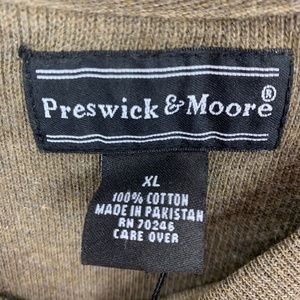 Preswick & Moore®
XL
100% COTTON
MADE IN PAKISTAN
RN 70246
CARE OVER